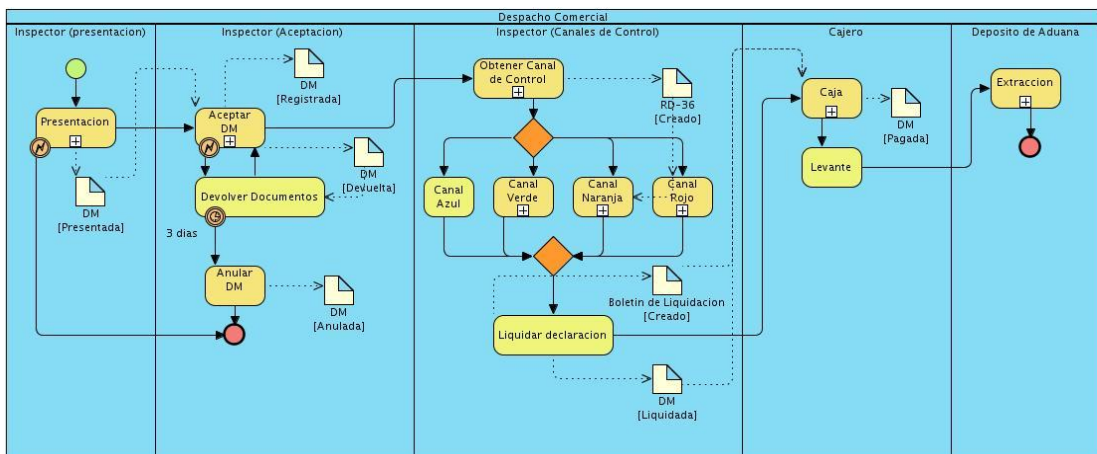 Despacho Comercial
Inspector (presentacion)
Inspector (Aceptacion)
Inspector (Canales de Control)
Cajero
Deposito de Aduana
Presentacion
DM
[Presentada]
DM
[Registrada]
Aceptar
DM
DM
[Devuelta]
Devolver Documentos
3 dias
Anular
DM
DM
[Anulada]
Obtener Canal
de Control
RD-36
[Creado]
Canal
Azul
Canal
Verde
Canal
Naranja
Canal
Rojo
Boletin de Liquidacion
[Creado]
Liquidar declaracion
DM
[Liquidada]
Caja
DM
[Pagada]
Levante
Extraccion